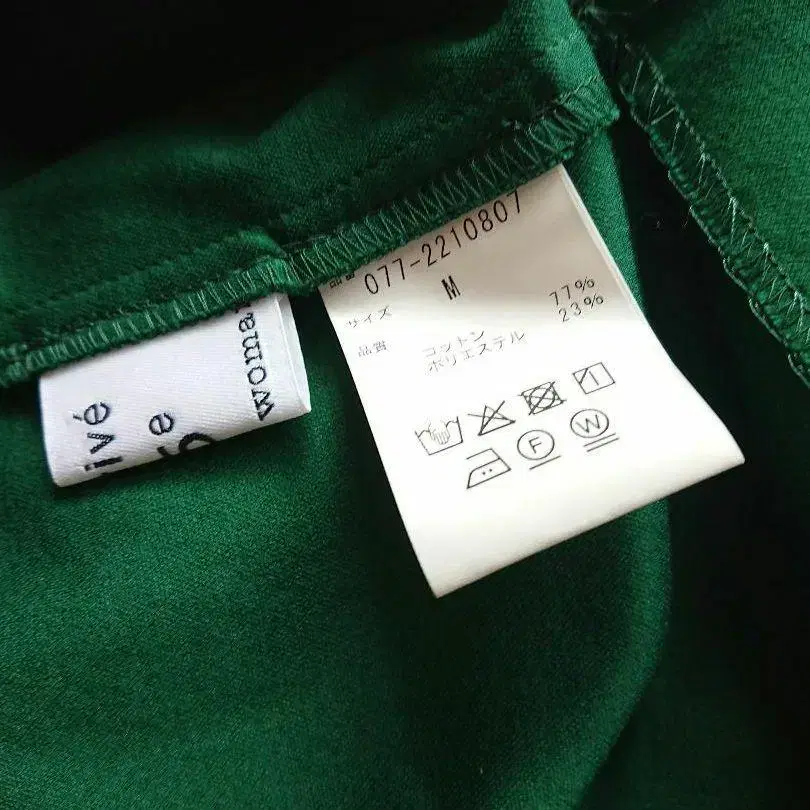 077-2210807
サイズ M
品質 コットン 77%
ポリエステル 23%
F
W
ivé
e
woman